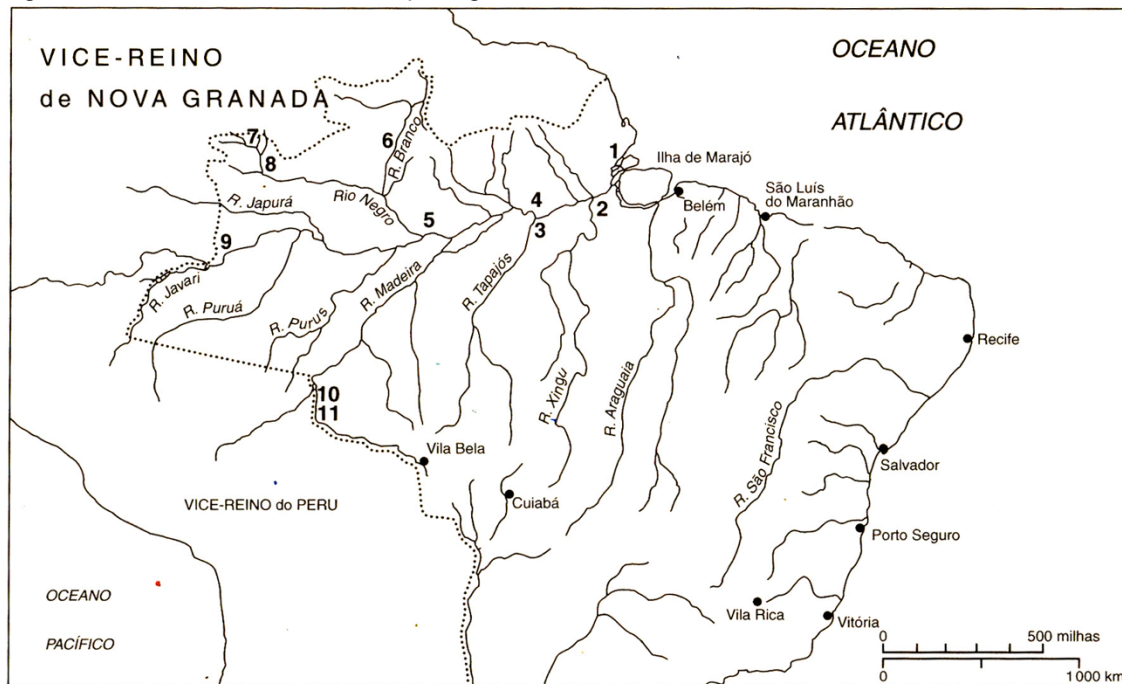 VICE-REINO
de NOVA GRANADA
OCEANO
ATLÂNTICO
7
8
6
R. Branco
1
Ilha de Marajó
Belém
São Luís
do Maranhão
R. Japurá
Rio Negro
5
4
3
2
9
R. Javari
R. Puruá
R. Purus
R. Madeira
R. Tapajós
R. Xingu
R. Araguaia
R. São Francisco
Recife
10
11
Vila Bela
Cuiabá
Salvador
VICE-REINO do PERU
Porto Seguro
OCEANO
PACÍFICO
Vila Rica
Vitória
0 500 milhas
0 1 000 km